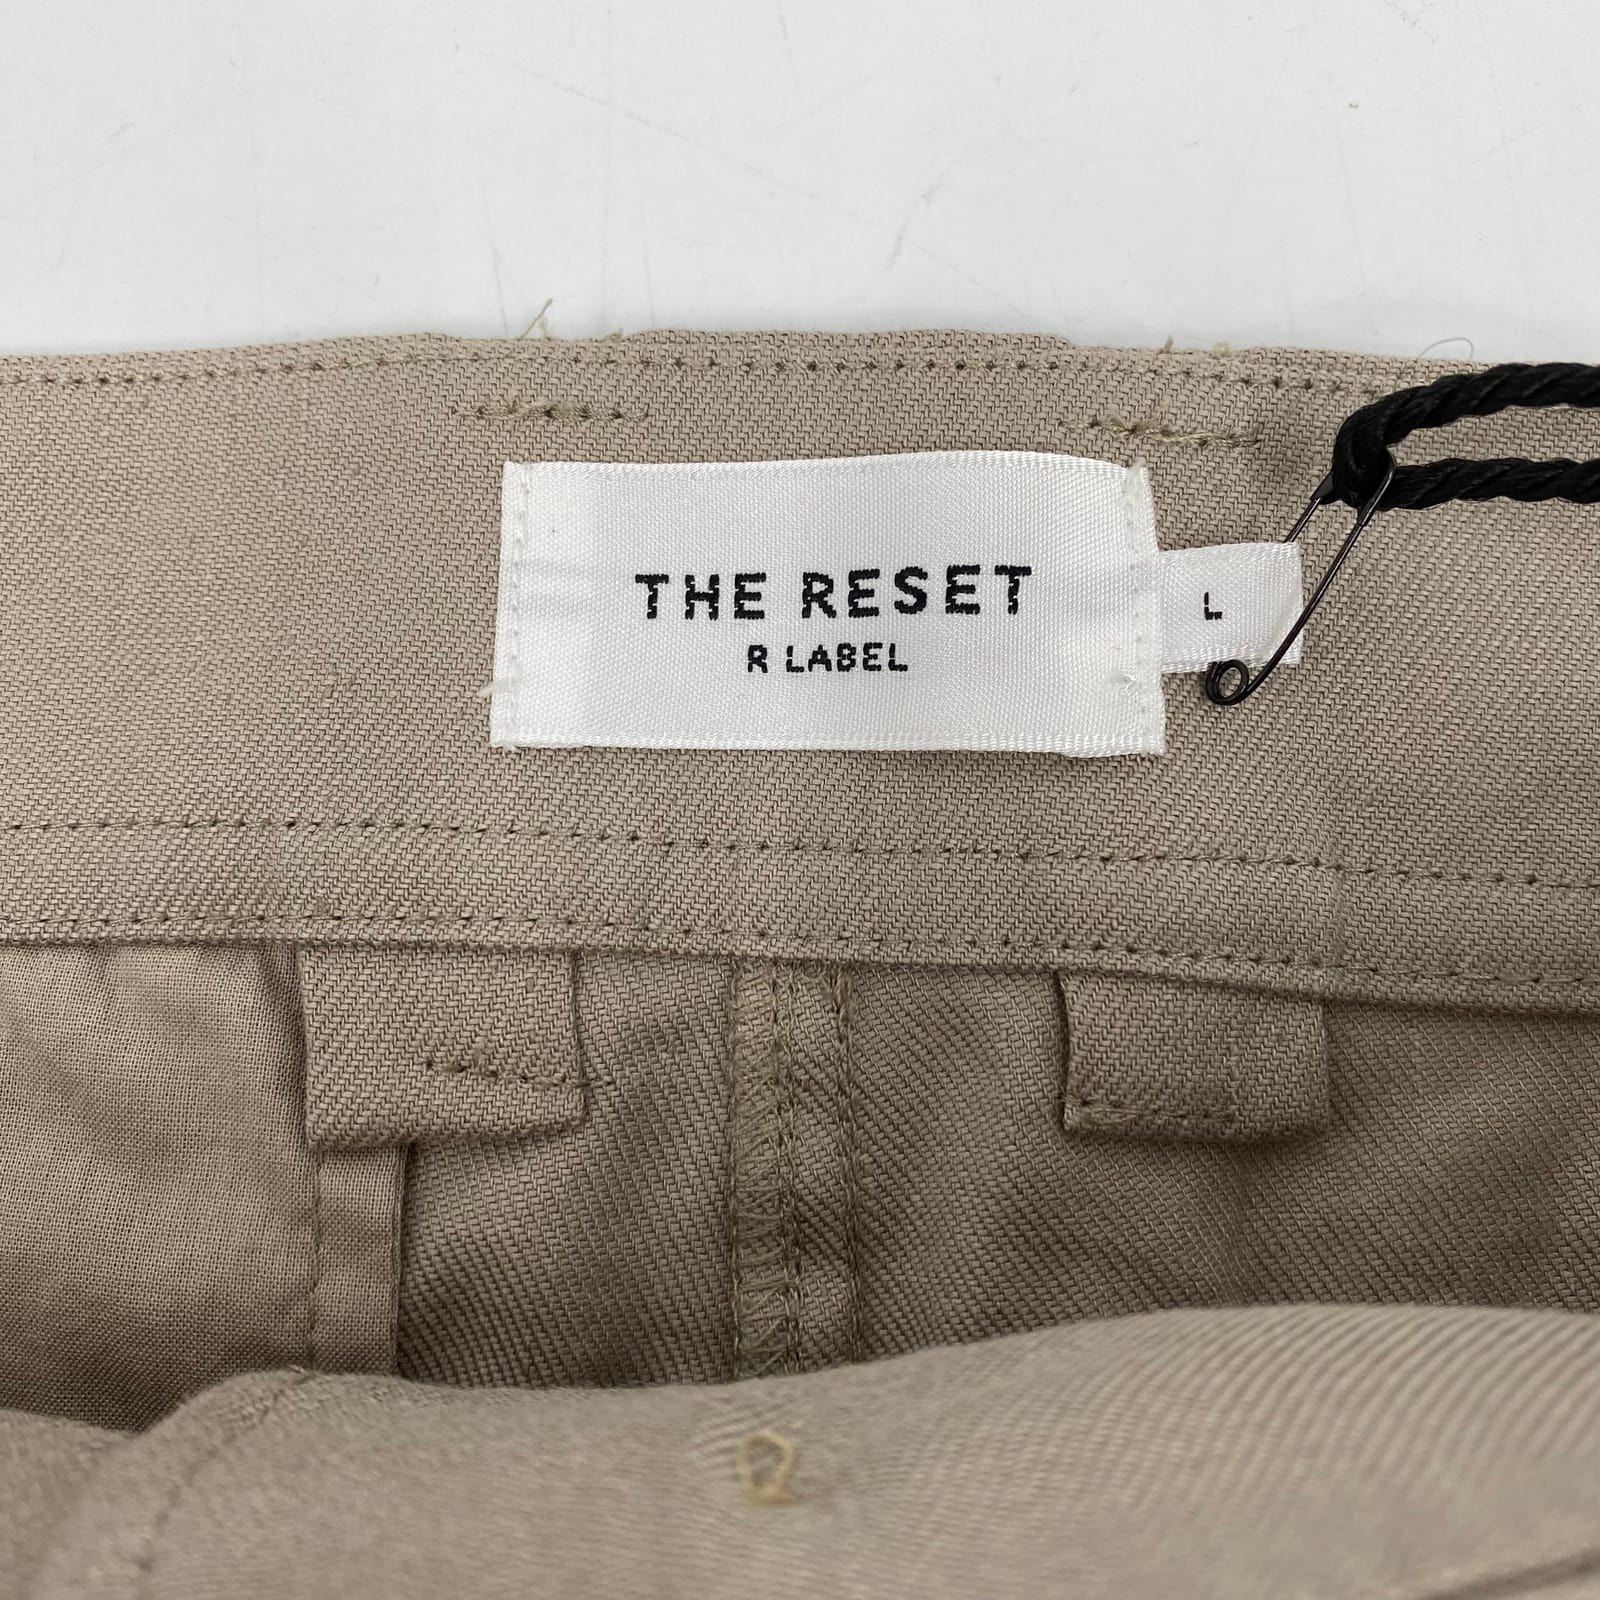 THE RESET
R LABEL
L